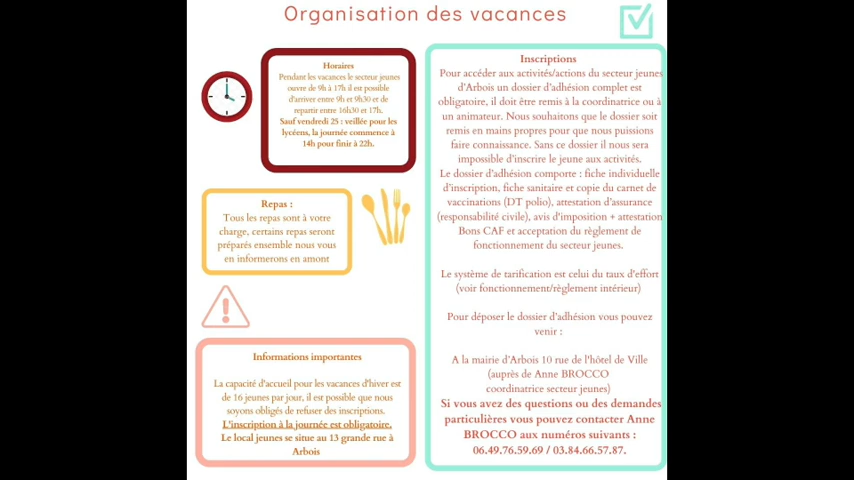 Organisation des vacances
Horaires
Pendant les vacances le secteur jeunes
ouvre de 9h à 17h il est possible
d'arriver entre 9h et 9h30 et de
repartir entre 16h30 et 17h.
Sauf vendredi 25 : veillée pour les
lycéens, la journée commence à
14h pour finir à 22h.
Repas :
Tous les repas sont à votre
charge, certains repas seront
préparés ensemble nous vous
en informerons en amont
Informations importantes
La capacité d'accueil pour les vacances d'hiver est
de 16 jeunes par jour, il est possible que nous
soyons obligés de refuser des inscriptions.
L'inscription à la journée est obligatoire.
Le local jeunes se situe au 13 grande rue à
Arbois
Inscriptions
Pour accéder aux activités/actions du secteur jeunes
d'Arbois un dossier d'adhésion complet est
obligatoire, il doit être remis à la coordinatrice ou à
un animateur. Nous souhaitons que le dossier soit
remis en mains propres pour que nous puissions
faire connaissance. Sans ce dossier il nous sera
impossible d'inscrire le jeune aux activités.
Le dossier d'adhésion comporte : fiche individuelle
d'inscription, fiche sanitaire et copie du carnet de
vaccinations (DT polio), attestation d'assurance
(responsabilité civile), avis d'imposition + attestation
Bons CAF et acceptation du règlement de
fonctionnement du secteur jeunes.
Le système de tarification est celui du taux d'effort
(voir fonctionnement/règlement intérieur)
Pour déposer le dossier d'adhésion vous pouvez
venir :
A la mairie d'Arbois 10 rue de l'hôtel de Ville
(auprès de Anne BROCCO
coordinatrice secteur jeunes)
Si vous avez des questions ou des demandes
particulières vous pouvez contacter Anne
BROCCO aux numéros suivants :
06.49.76.59.69 / 03.84.66.57.87.